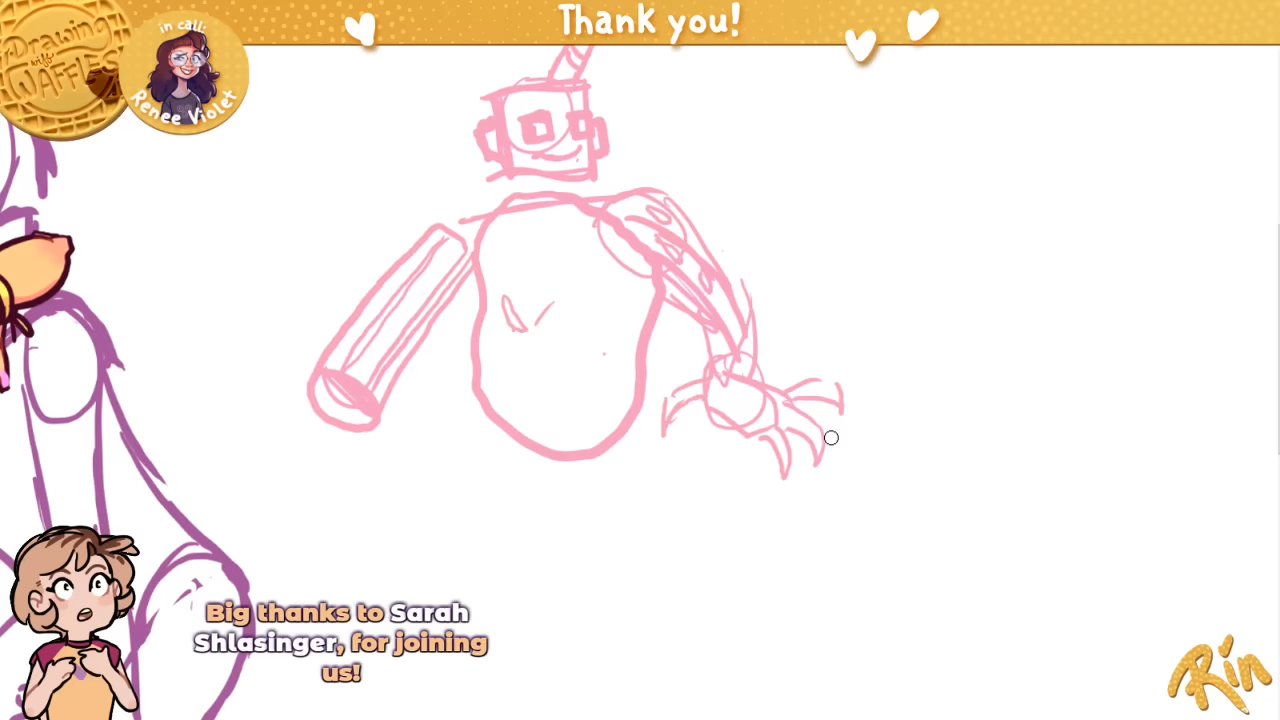 Thank you!
Drawing
with
WAFFLES
in call:
Renee Violet
Big thanks to Sarah
Shlasinger, for joining
us!
Rin